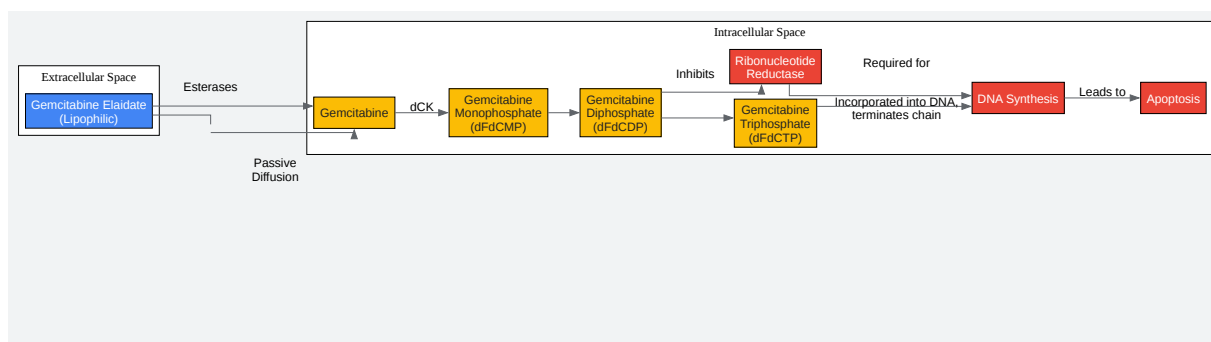 Intracellular Space
Extracellular Space
Gemcitabine Elaidate
(Lipophilic)
Esterases
Passive
Diffusion
Gemcitabine
dCK
Gemcitabine
Monophosphate
(dFdCMP)
Gemcitabine
Diphosphate
(dFdCDP)
Inhibits
Ribonucleotide
Reductase
Gemcitabine
Triphosphate
(dFdCTP)
Required for
Incorporated into DNA,
terminates chain
DNA Synthesis
Leads to
Apoptosis